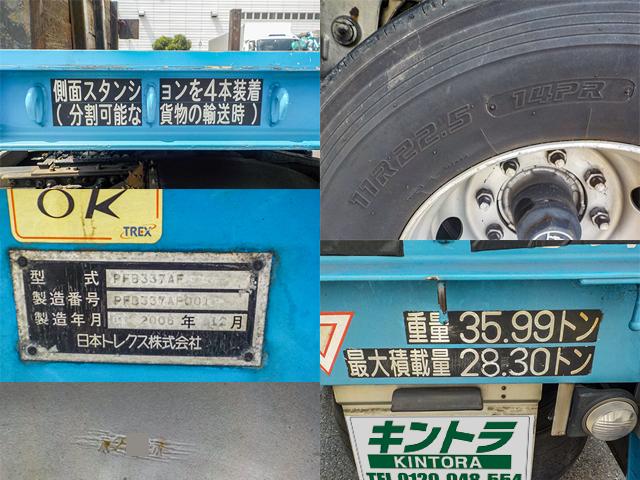 側面スタンションを4本装着
(分割可能な貨物の輸送時)
11R22.5 14PR
OK
TREX
型式 PFB337AF
製造番号 PFB337AF001
製造年月 2006年12月
日本トレクス株式会社
重量 35.99トン
最大積載量 28.30トン
キントラ
KINTORA
TEL 0120-948-554